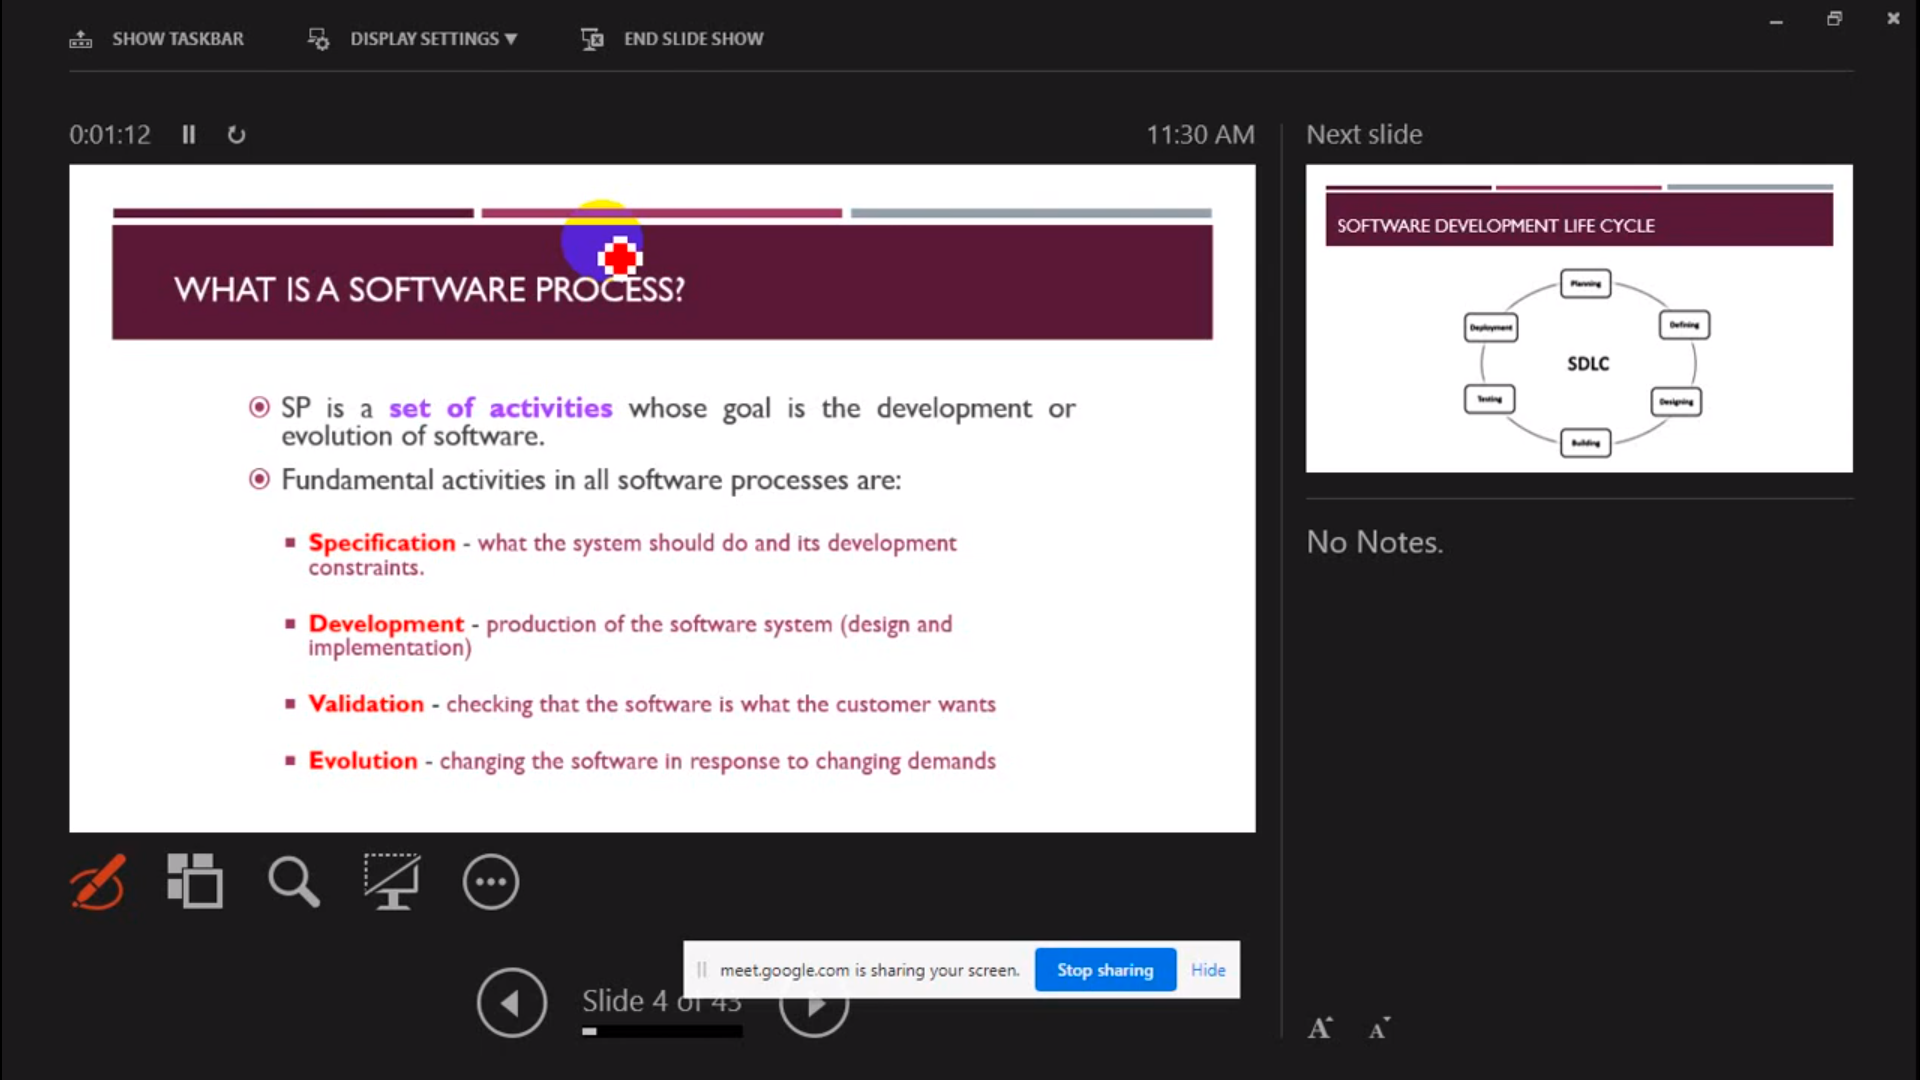 SHOW TASKBAR
DISPLAY SETTINGS ▼
END SLIDE SHOW
0:01:12
11:30 AM
WHAT IS A SOFTWARE PROCESS?
SP is a set of activities whose goal is the development or
evolution of software.
Fundamental activities in all software processes are:
Specification - what the system should do and its development
constraints.
Development - production of the software system (design and
implementation)
Validation - checking that the software is what the customer wants
Evolution - changing the software in response to changing demands
Next slide
SOFTWARE DEVELOPMENT LIFE CYCLE
Planning
Deployment
Defining
SDLC
Testing
Designing
Building
No Notes.
meet.google.com is sharing your screen.
Stop sharing
Hide
Slide 4 of 43
A
A